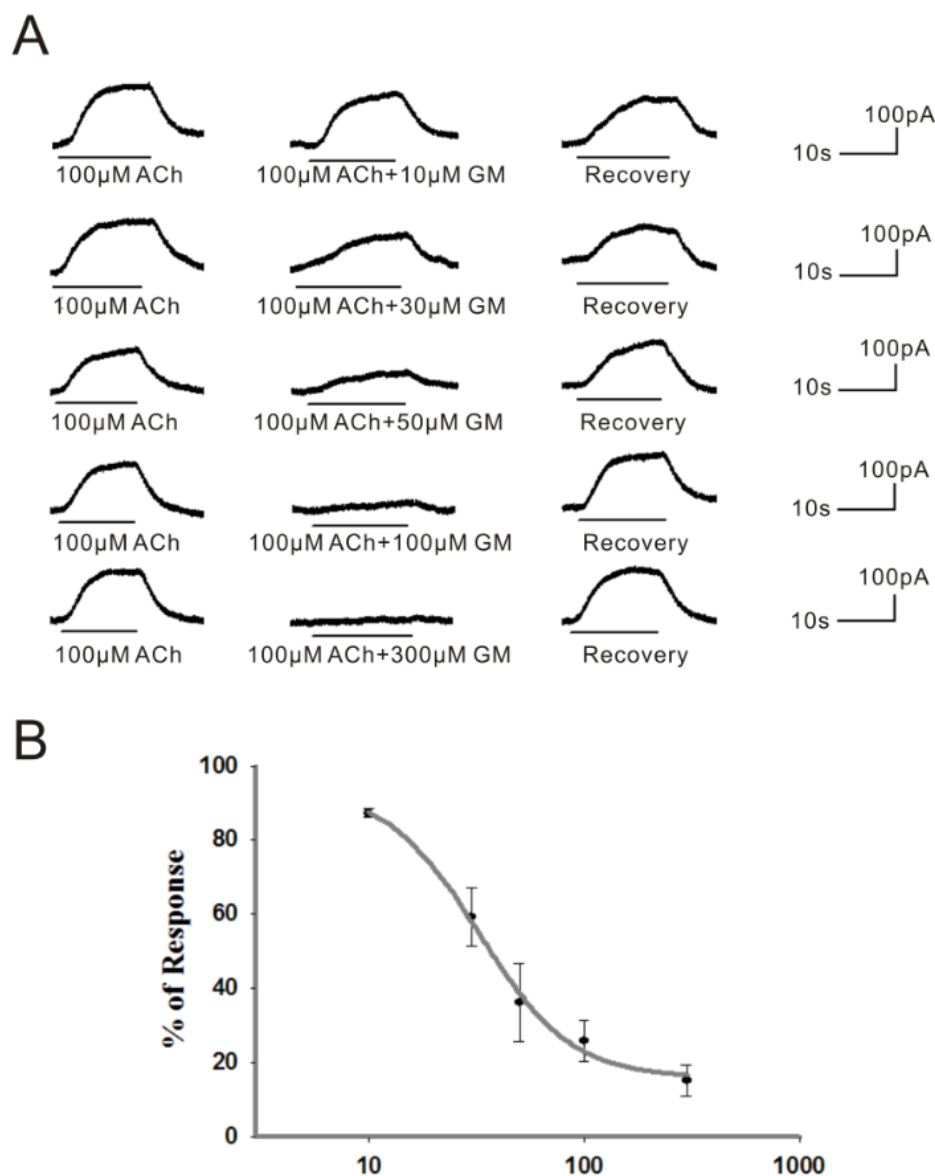 A
100µM ACh
100µM ACh+10µM GM
Recovery
100pA
10s
100µM ACh
100µM ACh+30µM GM
Recovery
100pA
10s
100µM ACh
100µM ACh+50µM GM
Recovery
100pA
10s
100µM ACh
100µM ACh+100µM GM
Recovery
100pA
10s
100µM ACh
100µM ACh+300µM GM
Recovery
100pA
10s
B
% of Response
100
80
60
40
20
0
10
100
1000